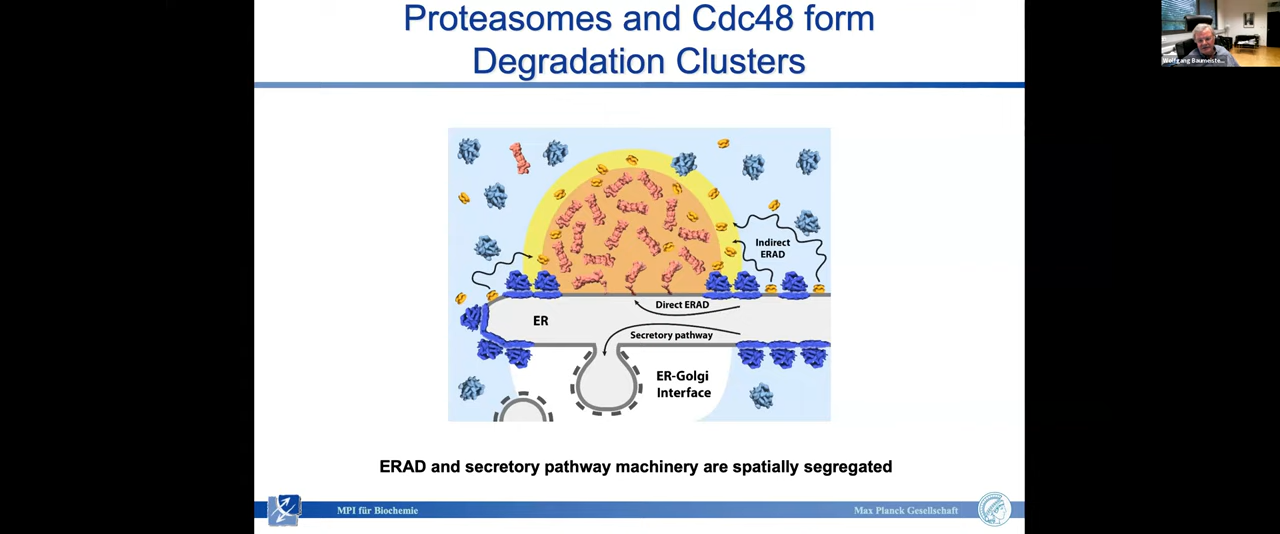 Proteasomes and Cdc48 form
Degradation Clusters
Wolfgang Baumeiste...
Indirect
ERAD
Direct ERAD
ER
Secretory pathway
ER-Golgi
Interface
ERAD and secretory pathway machinery are spatially segregated
MPI für Biochemie
Max Planck Gesellschaft